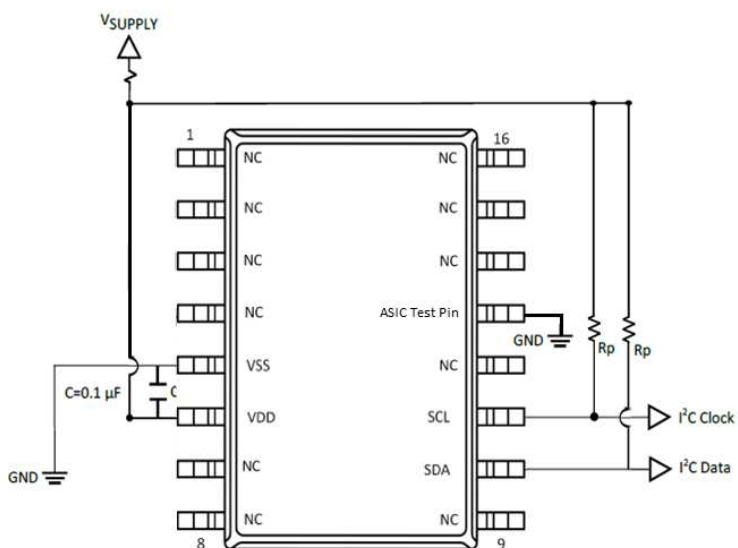 VSUPPLY
1 16
NC NC
NC NC
NC NC
NC ASIC Test Pin
GND
Rp Rp
VSS NC
C=0.1 µF
VDD SCL I²C Clock
GND
NC SDA I²C Data
NC NC
8 9